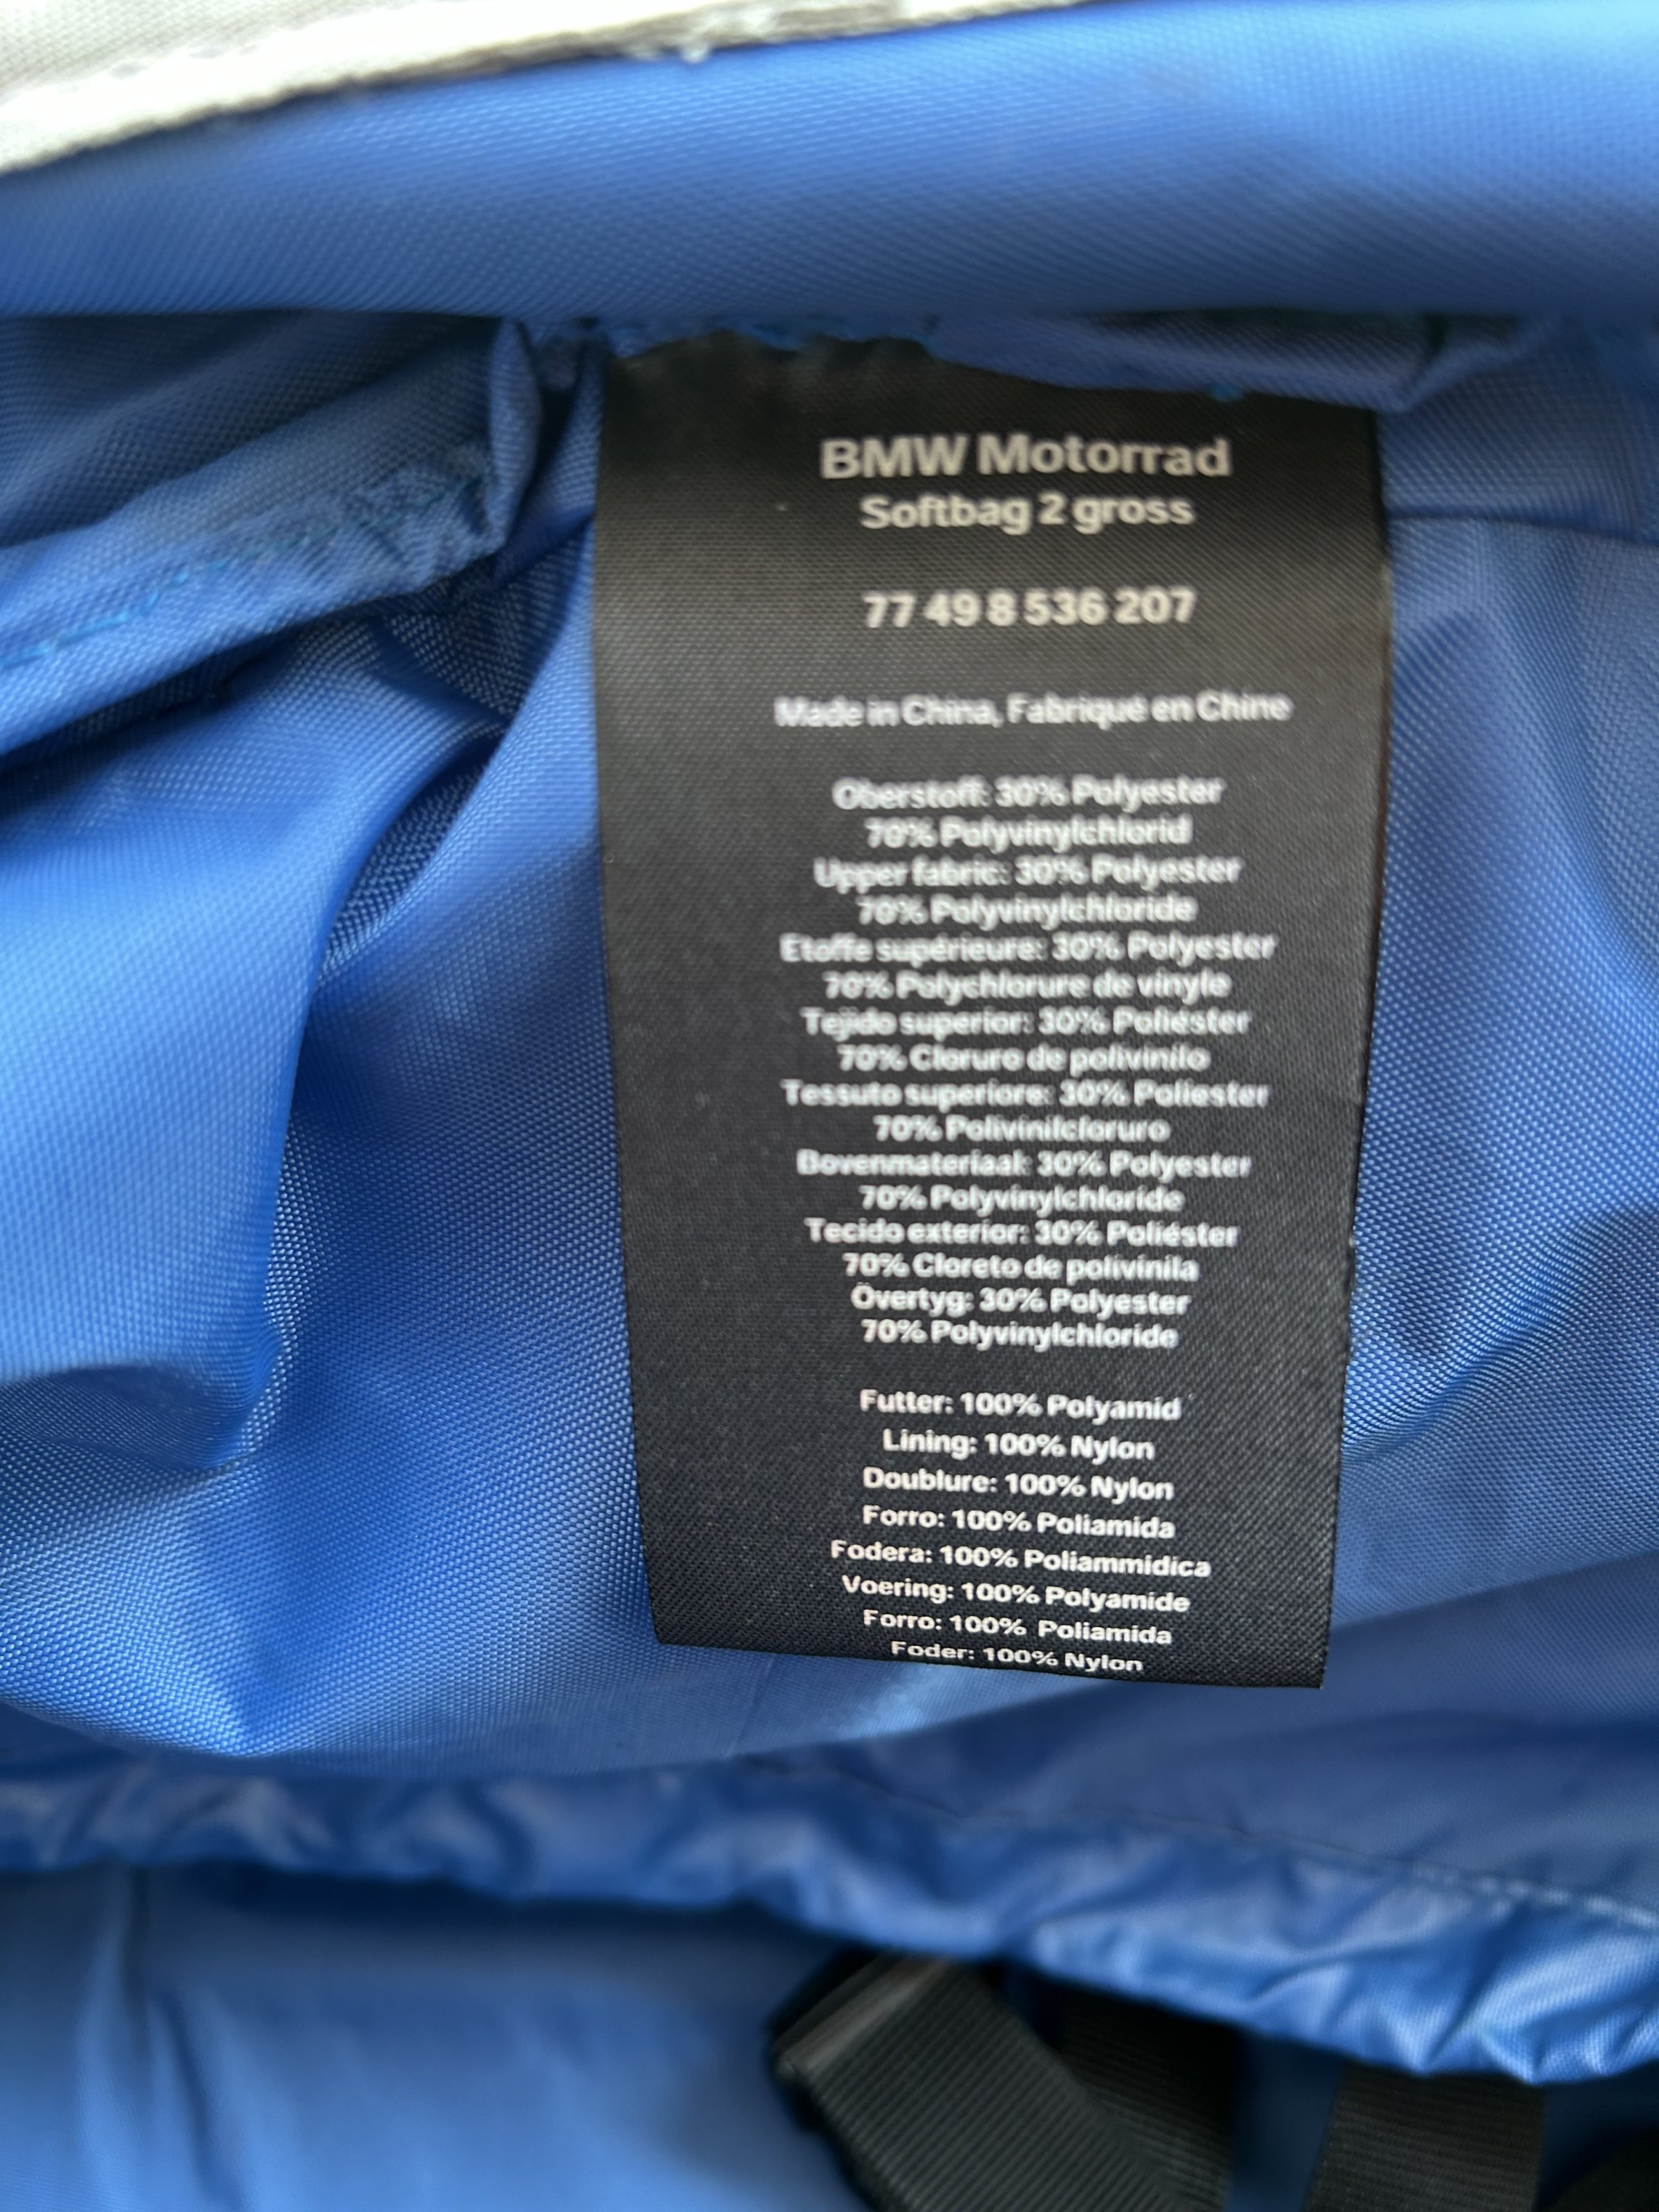 BMW Motorrad
Softbag 2 gross
77 49 8 536 207
Made in China, Fabriqué en Chine
Oberstoff: 30% Polyester
70% Polyvinylchlorid
Upper fabric: 30% Polyester
70% Polyvinylchloride
Etoffe supérieure: 30% Polyester
70% Polychlorure de vinyle
Tejido superior: 30% Poliéster
70% Cloruro de polivinilo
Tessuto superiore: 30% Poliester
70% Polivinilcloruro
Bovenmateriaal: 30% Polyester
70% Polyvinylchloride
Tecido exterior: 30% Poliéster
70% Cloreto de polivinila
Övertyg: 30% Polyester
70% Polyvinylchloride
Futter: 100% Polyamid
Lining: 100% Nylon
Doublure: 100% Nylon
Forro: 100% Poliamida
Fodera: 100% Poliammidica
Voering: 100% Polyamide
Forro: 100% Poliamida
Foder: 100% Nylon